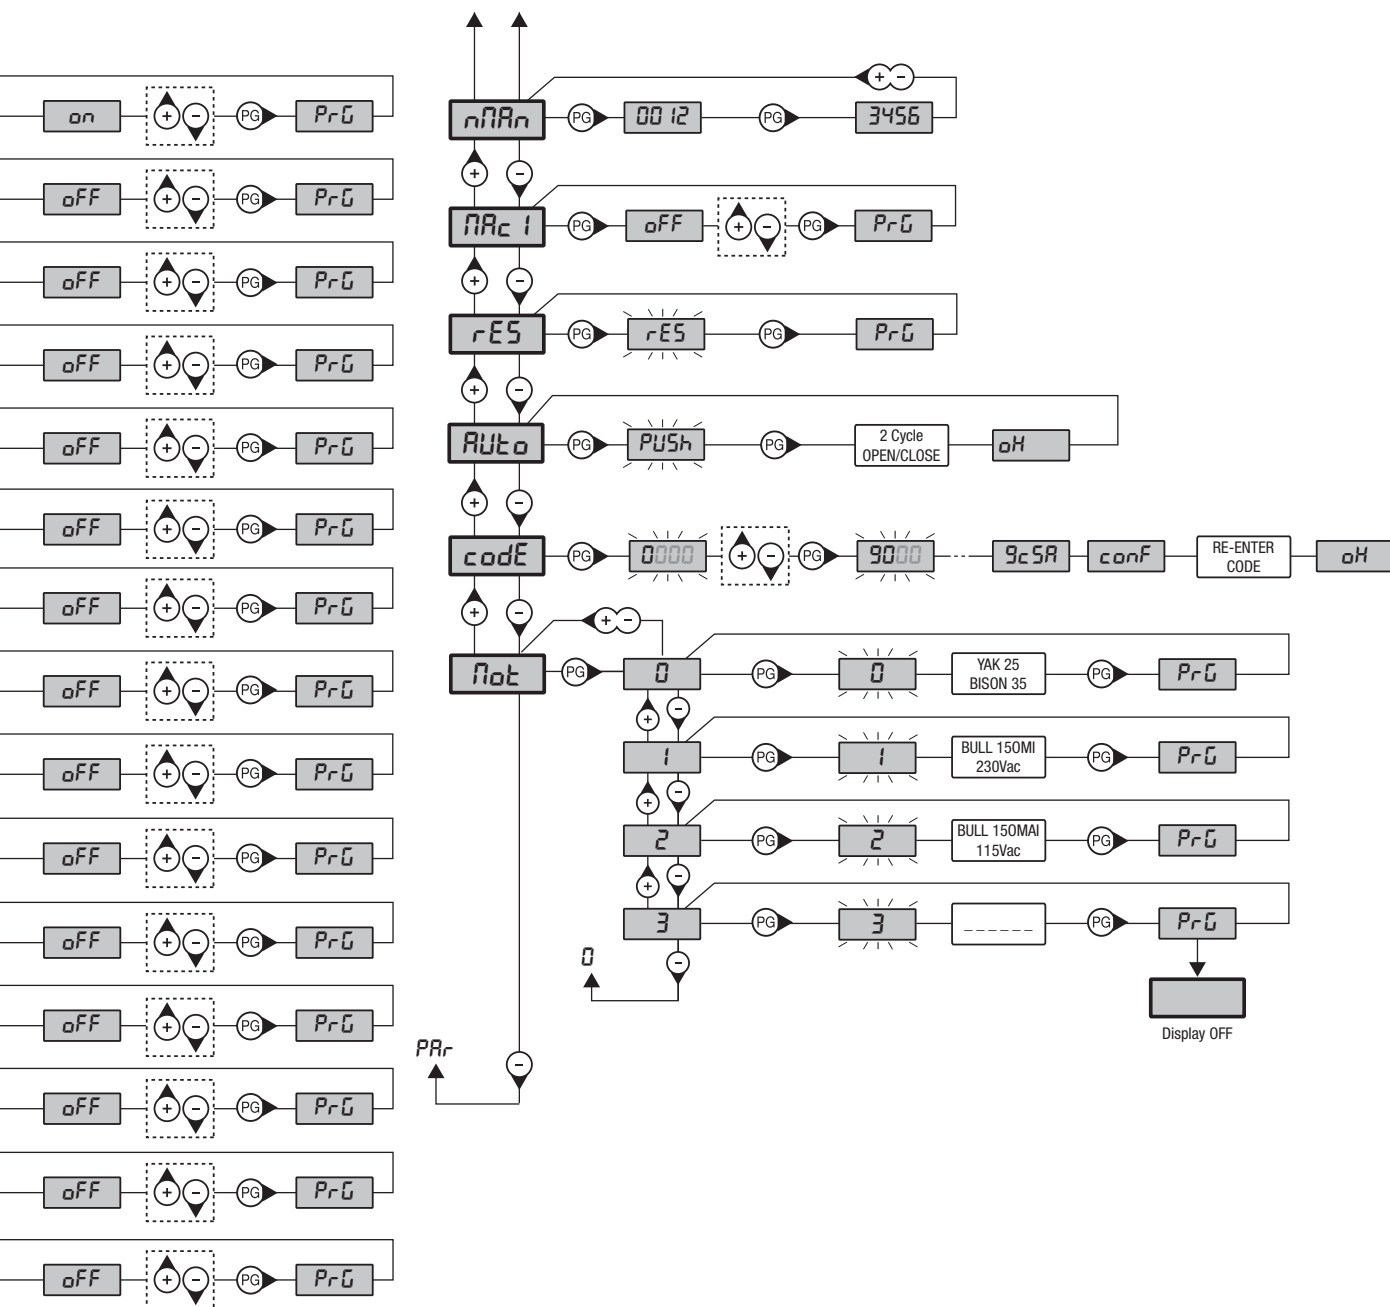 on + - PG PrG
oFF + - PG PrG
oFF + - PG PrG
oFF + - PG PrG
oFF + - PG PrG
oFF + - PG PrG
oFF + - PG PrG
oFF + - PG PrG
oFF + - PG PrG
oFF + - PG PrG
oFF + - PG PrG
oFF + - PG PrG
oFF + - PG PrG
oFF + - PG PrG
oFF + - PG PrG
+ -
nMAn PG 0012 PG 3456
+ -
MAc1 PG oFF + - PG PrG
+ -
rES PG rES PG PrG
+ -
AUto PG PUSh PG 2 Cycle
OPEN/CLOSE
oK
+ -
codE PG 0000 + - PG 9000 9c5A conF RE-ENTER
CODE
oK
+ -
+ -
Mot PG 0 PG 0 YAK 25
BISON 35
PG PrG
+ -
1 PG 1 BULL 150MI
230Vac
PG PrG
+ -
2 PG 2 BULL 150MAI
115Vac
PG PrG
+ -
3 PG 3 _ _ _ _ _ _ PG PrG
0 -
Display OFF
PAr -